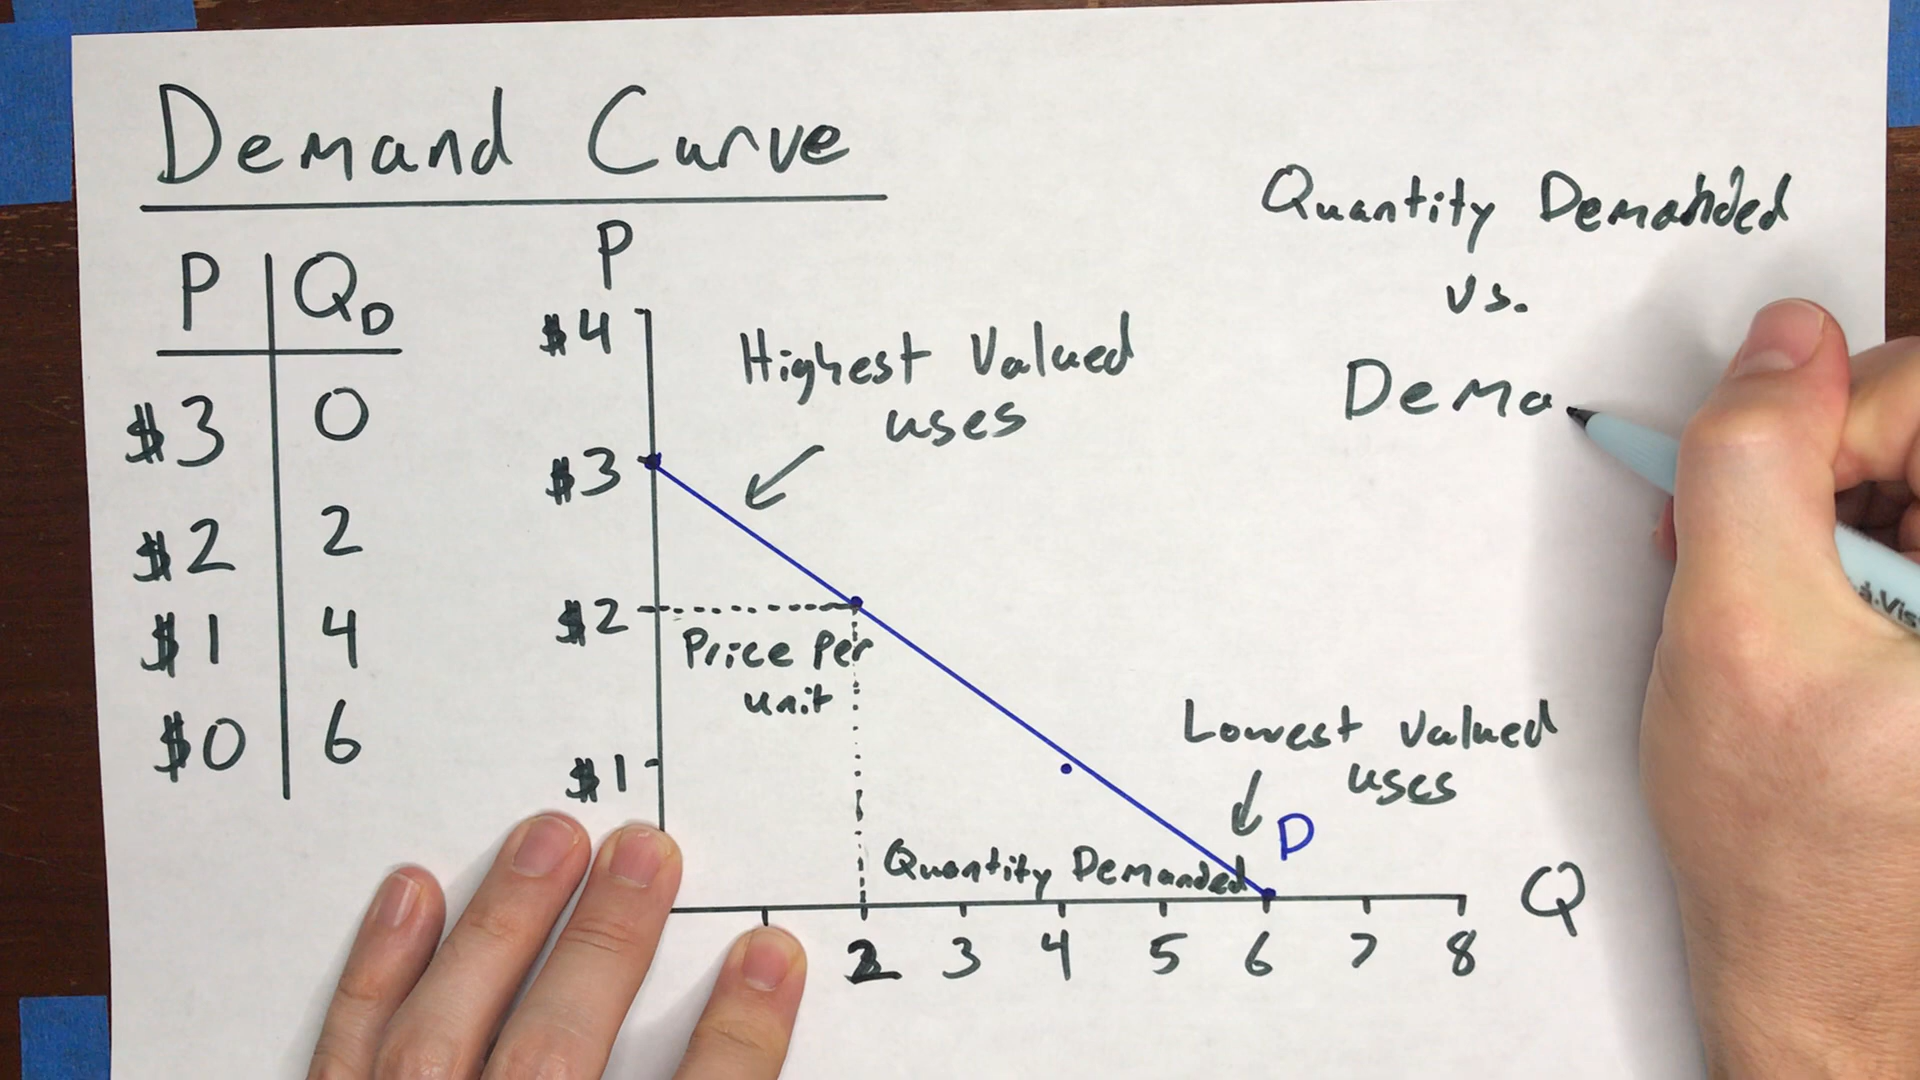 Demand Curve
P QD
$3 0
$2 2
$1 4
$0 6
P
$4
$3
$2
$1
Highest Valued
uses
Price Per
unit
Quantity Demanded
Lowest Valued
uses
D
2 3 4 5 6 7 8
Q
Quantity Demanded
vs.
Dema